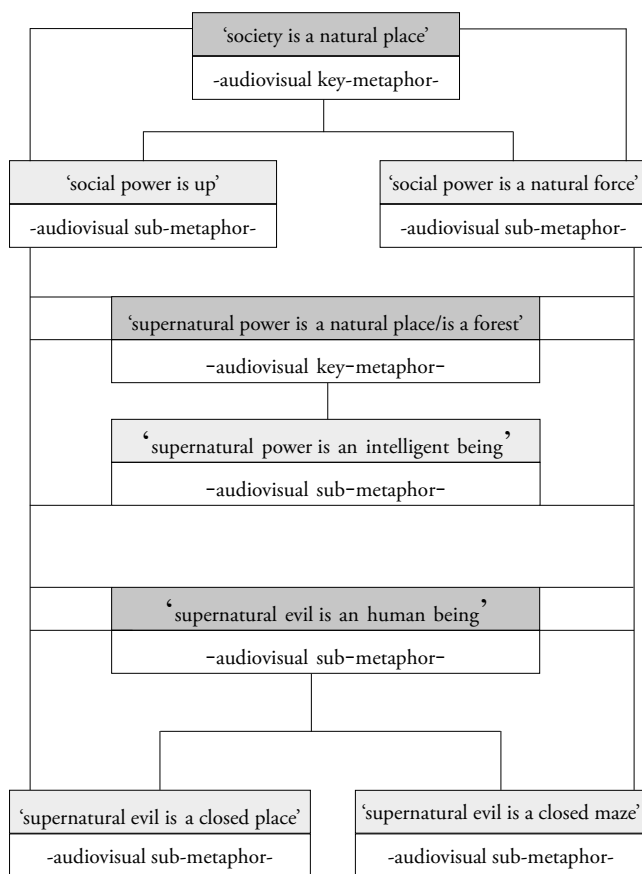 ‘society is a natural place’
-audiovisual key-metaphor-
‘social power is up’
-audiovisual sub-metaphor-
‘social power is a natural force’
-audiovisual sub-metaphor-
‘supernatural power is a natural place/is a forest’
-audiovisual key-metaphor-
‘supernatural power is an intelligent being’
-audiovisual sub-metaphor-
‘supernatural evil is an human being’
-audiovisual sub-metaphor-
‘supernatural evil is a closed place’
-audiovisual sub-metaphor-
‘supernatural evil is a closed maze’
-audiovisual sub-metaphor-